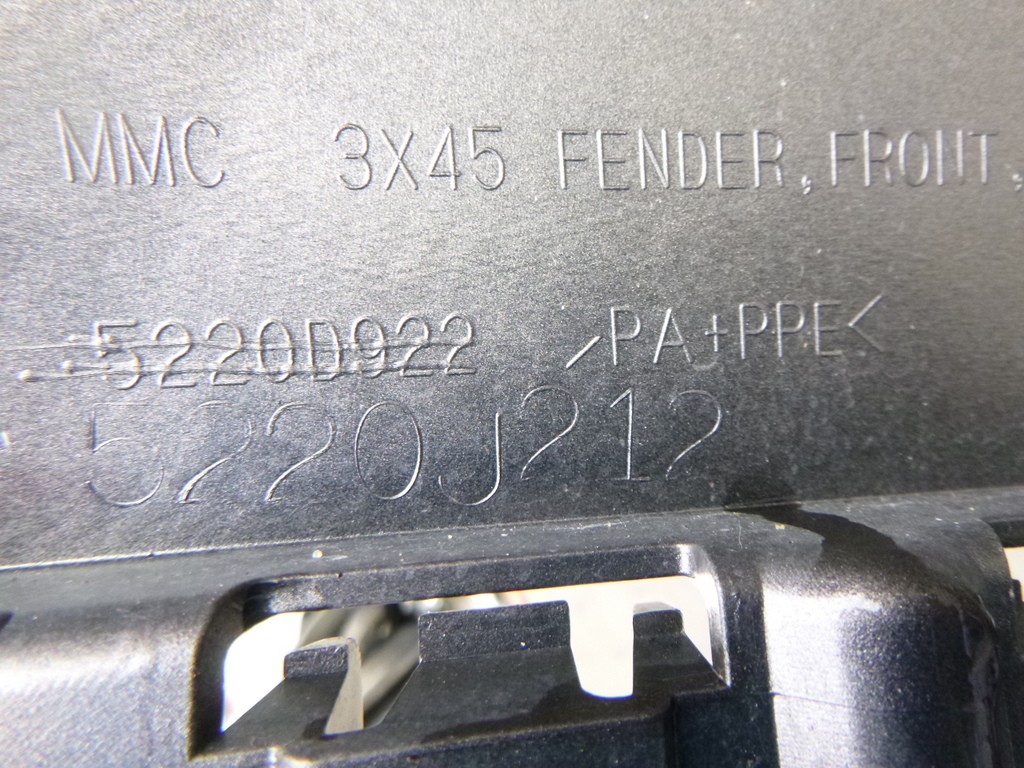 MMC 3X45 FENDER,FRONT,
5220D922 >PA+PPE<
5220J212